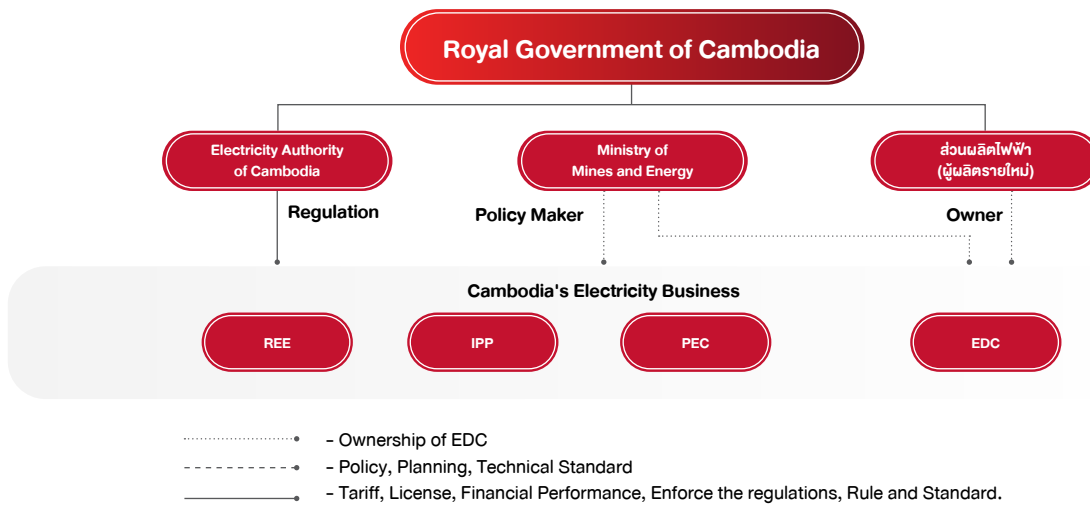 Royal Government of Cambodia
Electricity Authority
of Cambodia
Ministry of
Mines and Energy
ส่วนผลิตไฟฟ้า
(ผู้ผลิตรายใหม่)
Regulation
Policy Maker
Owner
Cambodia's Electricity Business
REE
IPP
PEC
EDC
- Ownership of EDC
- Policy, Planning, Technical Standard
- Tariff, License, Financial Performance, Enforce the regulations, Rule and Standard.